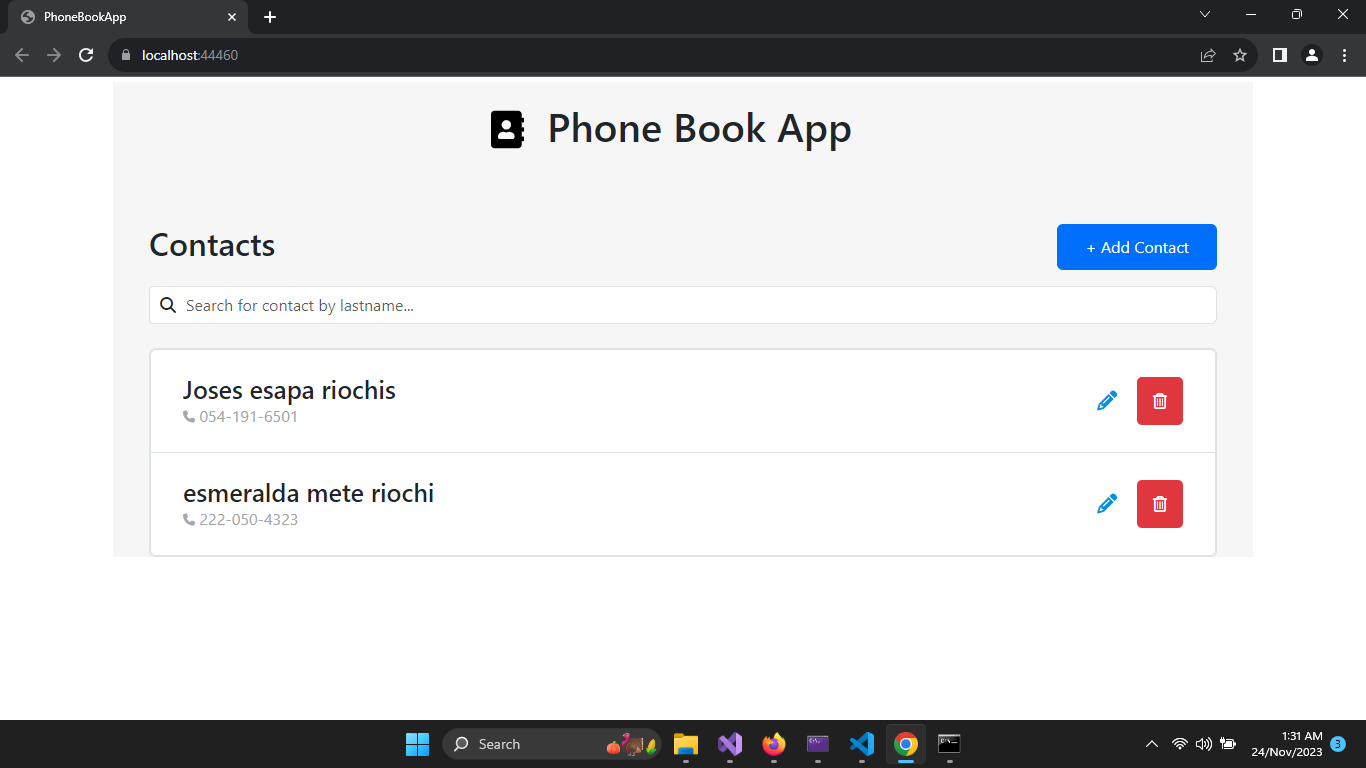 PhoneBookApp
localhost:44460
Phone Book App
Contacts
+ Add Contact
Search for contact by lastname...
Joses esapa riochis
054-191-6501
esmeralda mete riochi
222-050-4323
Search
1:31 AM
24/Nov/2023
3